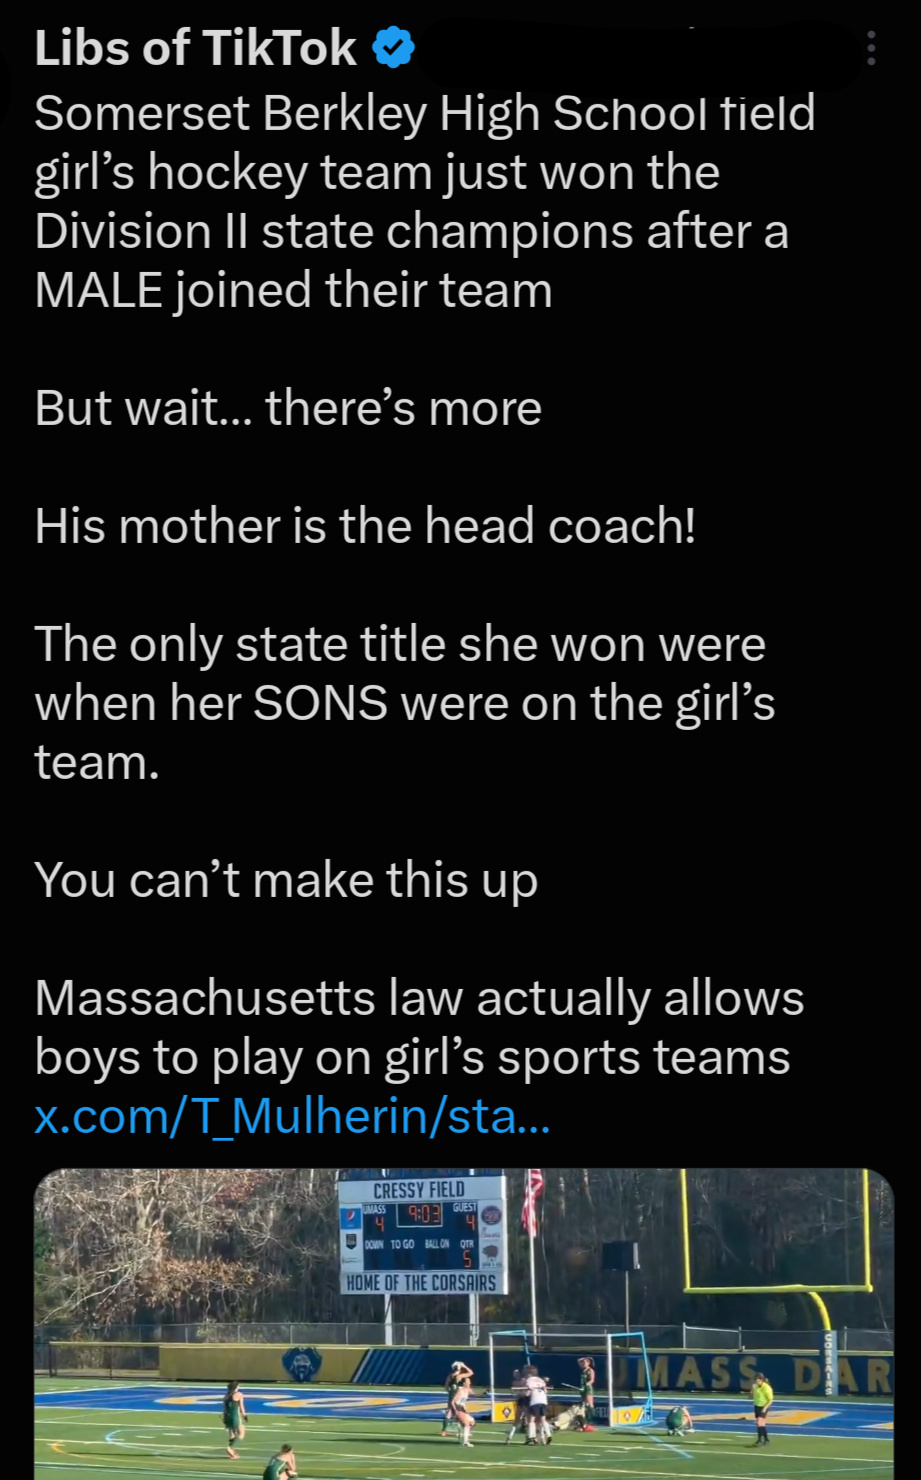 Libs of TikTok
Somerset Berkley High School field
girl’s hockey team just won the
Division II state champions after a
MALE joined their team
But wait... there’s more
His mother is the head coach!
The only state title she won were
when her SONS were on the girl’s
team.
You can’t make this up
Massachusetts law actually allows
boys to play on girl’s sports teams
x.com/T_Mulherin/sta...
CRESSY FIELD
UMASS 9:03 GUEST
4 4
DOWN TO GO BALL ON QTR
5
HOME OF THE CORSAIRS
UMASS DAR
CORSAIRS